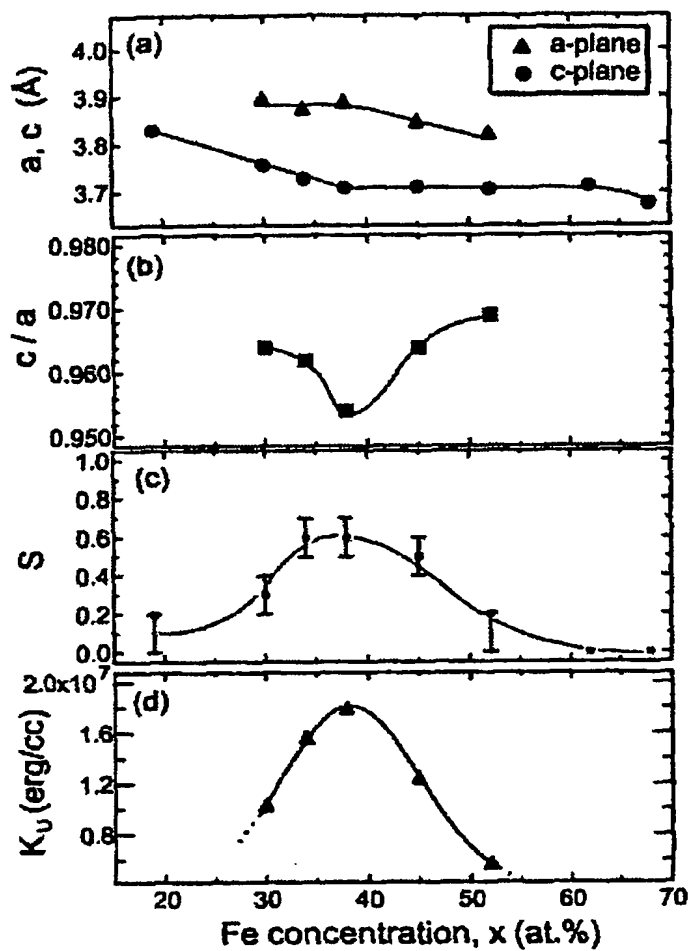 (a)
a-plane
c-plane
4.0
3.9
3.8
3.7
a, c (Å)
(b)
0.980
0.970
0.960
0.950
c / a
(c)
1.0
0.8
0.6
0.4
0.2
0.0
S
(d)
2.0x10⁷
1.6
1.2
0.8
K_U (erg/cc)
20 30 40 50 60 70
Fe concentration, x (at.%)